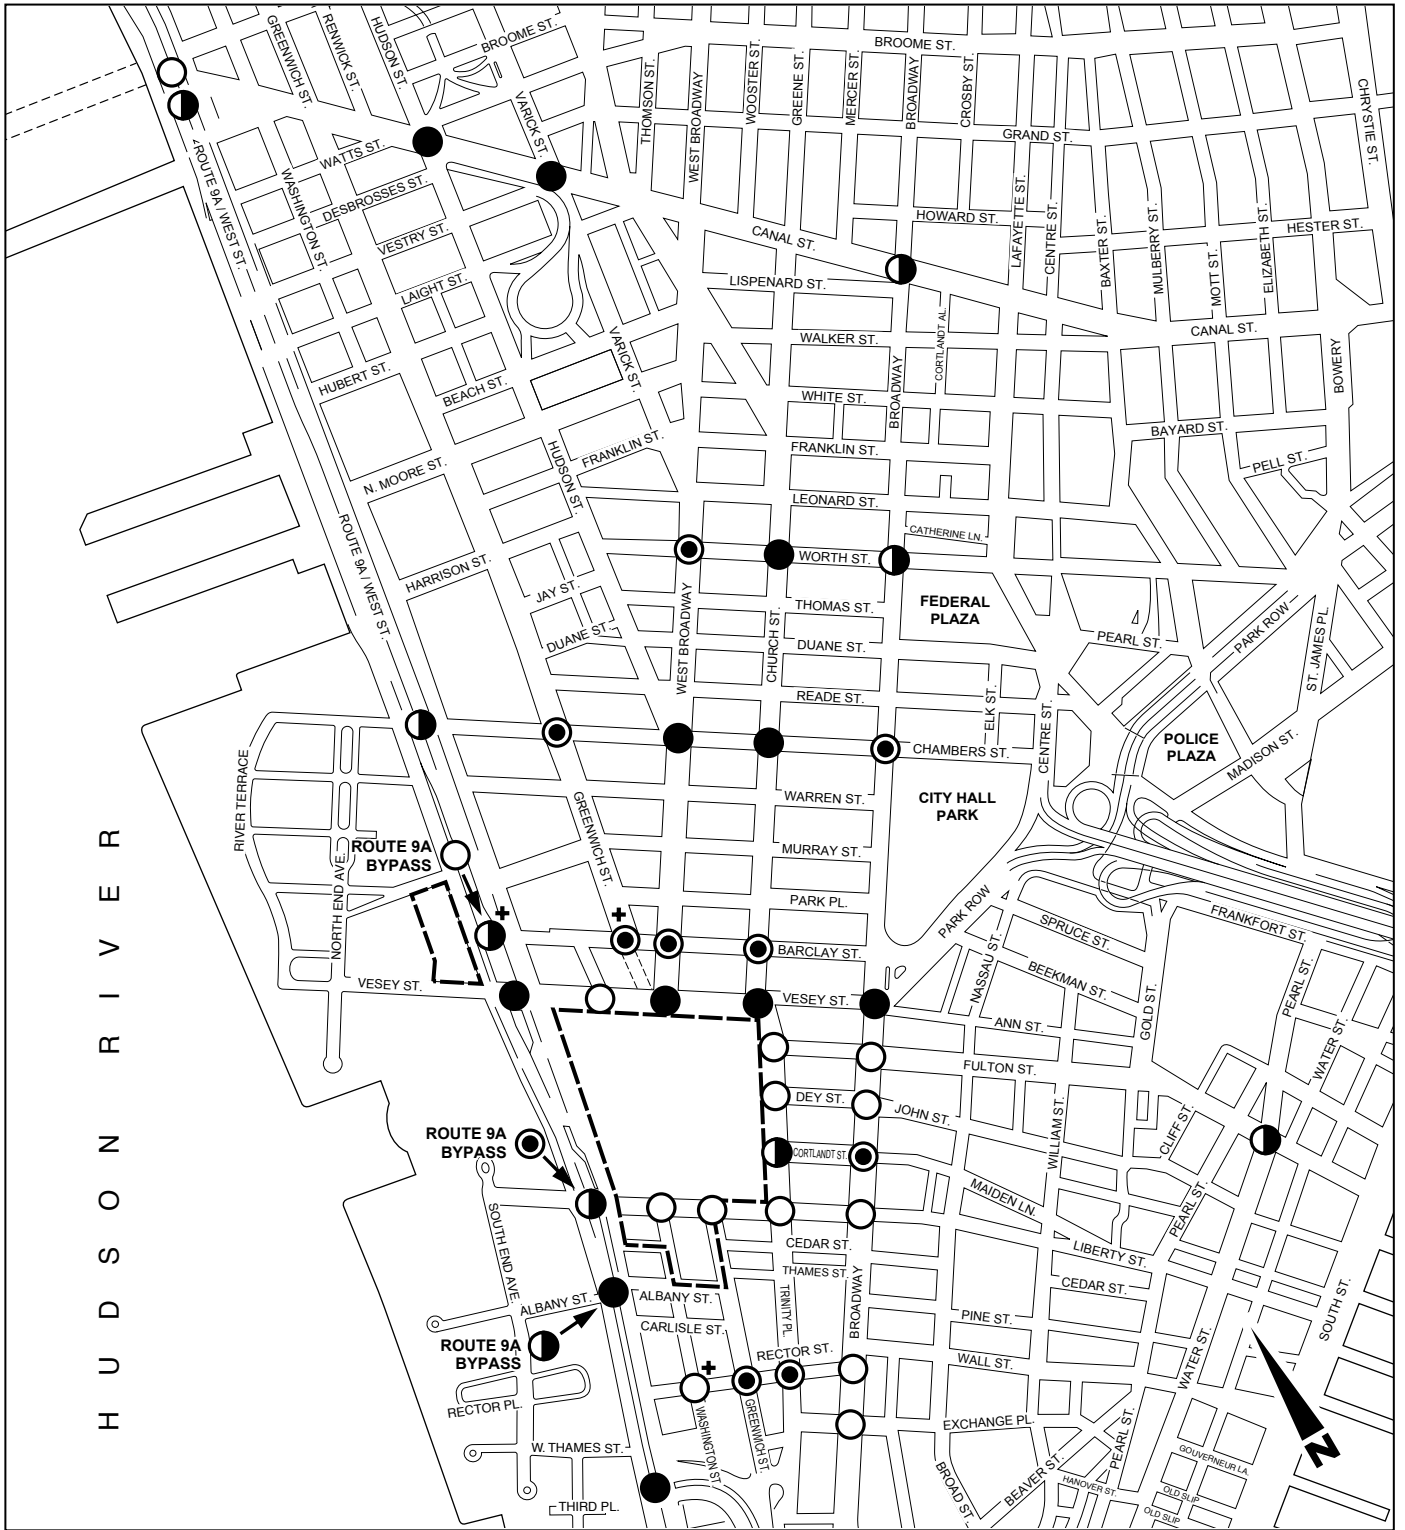 BROOME ST.
GREENWICH ST.
RENWICK ST.
HUDSON ST.
BROOME ST.
VARICK ST.
THOMSON ST.
WEST BROADWAY
WOOSTER ST.
GREENE ST.
MERCER ST.
BROADWAY
CROSBY ST.
GRAND ST.
CHRYSTIE ST.
WATTS ST.
ROUTE 9A / WEST ST.
WASHINGTON ST.
DESBROSSES ST.
VESTRY ST.
LAIGHT ST.
CANAL ST.
HOWARD ST.
LAFAYETTE ST.
CENTRE ST.
BAXTER ST.
MULBERRY ST.
MOTT ST.
ELIZABETH ST.
HESTER ST.
LISPENARD ST.
WALKER ST.
CORTLANDT AL.
CANAL ST.
BOWERY
HUBERT ST.
BEACH ST.
VARICK ST.
WHITE ST.
BROADWAY
BAYARD ST.
PELL ST.
N. MOORE ST.
HUDSON ST.
FRANKLIN ST.
FRANKLIN ST.
LEONARD ST.
CATHERINE LN.
WORTH ST.
ROUTE 9A / WEST ST.
HARRISON ST.
JAY ST.
DUANE ST.
THOMAS ST.
FEDERAL
PLAZA
WEST BROADWAY
CHURCH ST.
DUANE ST.
PEARL ST.
PARK ROW
ST. JAMES PL.
READE ST.
ELK ST.
CENTRE ST.
CHAMBERS ST.
POLICE
PLAZA
MADISON ST.
RIVER TERRACE
GREENWICH ST.
WARREN ST.
CITY HALL
PARK
MURRAY ST.
ROUTE 9A
BYPASS
NORTH END AVE.
PARK PL.
PARK ROW
SPRUCE ST.
FRANKFORT ST.
BARCLAY ST.
NASSAU ST.
BEEKMAN ST.
PEARL ST.
VESEY ST.
VESEY ST.
GOLD ST.
ANN ST.
WATER ST.
FULTON ST.
DEY ST.
JOHN ST.
WILLIAM ST.
CLIFF ST.
ROUTE 9A
BYPASS
CORTLANDT ST.
MAIDEN LN.
PEARL ST.
SOUTH END AVE.
CEDAR ST.
LIBERTY ST.
THAMES ST.
CEDAR ST.
ALBANY ST.
ALBANY ST.
TRINITY PL.
BROADWAY
SOUTH ST.
CARLISLE ST.
PINE ST.
ROUTE 9A
BYPASS
RECTOR ST.
WALL ST.
WATER ST.
RECTOR PL.
WASHINGTON ST
GREENWICH ST.
EXCHANGE PL.
PEARL ST.
W. THAMES ST.
BROAD ST.
BEAVER ST.
GOUVERNEUR LA.
HANOVER ST.
OLD SLIP
OLD SLIP
THIRD PL.
HUDSON RIVER
N